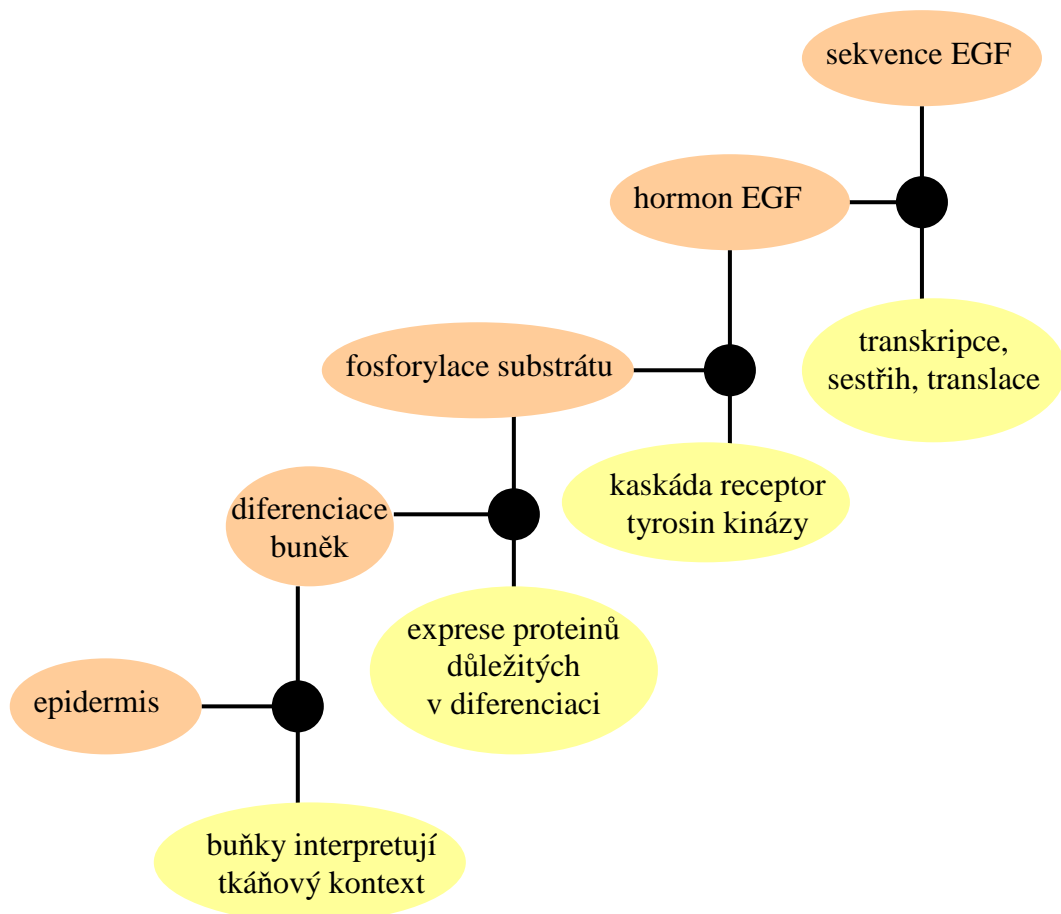 sekvence EGF
hormon EGF
transkripce,
sestřih, translace
fosforylace substrátu
kaskáda receptor
tyrosin kinázy
diferenciace
buněk
exprese proteinů
důležitých
v diferenciaci
epidermis
buňky interpretují
tkáňový kontext